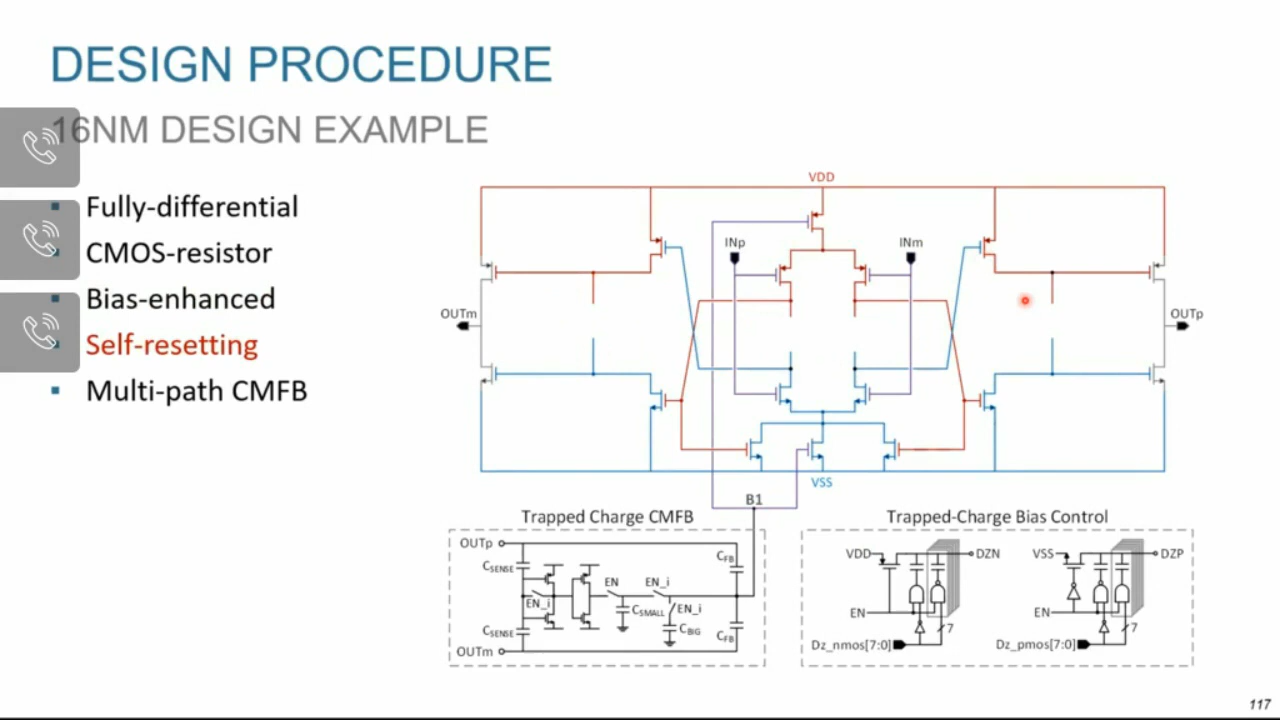 DESIGN PROCEDURE
16NM DESIGN EXAMPLE
Fully-differential
CMOS-resistor
Bias-enhanced
Self-resetting
Multi-path CMFB
VDD
INp
INm
OUTm
OUTp
VSS
B1
Trapped Charge CMFB
OUTp
CSENSE
EN_i
CSENSE
OUTm
EN
EN_i
CSMALL
EN_i
CBIG
CFB
CFB
Trapped-Charge Bias Control
VDD
DZN
EN
7
Dz_nmos[7:0]
VSS
DZP
EN
7
Dz_pmos[7:0]
117